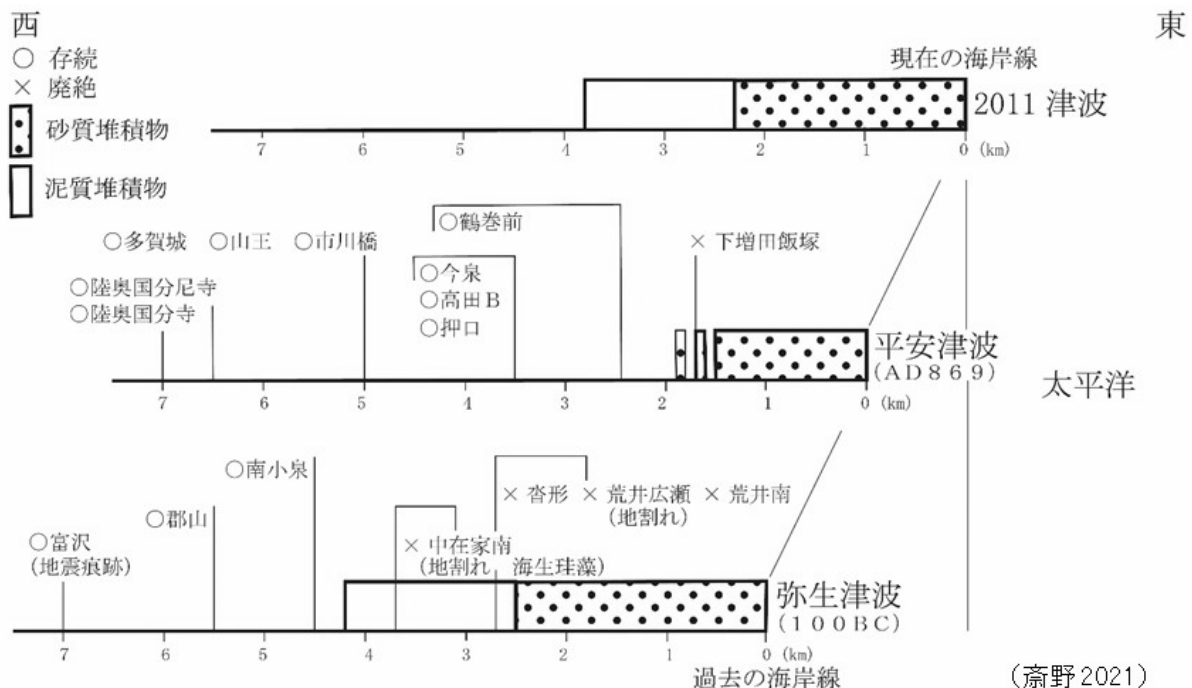 西
東
○ 存続
× 廃絶
砂質堆積物
泥質堆積物
現在の海岸線
2011 津波
7 6 5 4 3 2 1 0 (km)
○鶴巻前
○多賀城 ○山王 ○市川橋
× 下増田飯塚
○今泉
○高田B
○押口
○陸奥国分尼寺
○陸奥国分寺
平安津波
(AD869)
7 6 5 4 3 2 1 0 (km)
太平洋
○南小泉
× 沓形 × 荒井広瀬 × 荒井南
(地割れ)
○郡山
○富沢
(地震痕跡)
× 中在家南
(地割れ 海生珪藻)
弥生津波
(100BC)
7 6 5 4 3 2 1 0 (km)
過去の海岸線
(斎野2021)